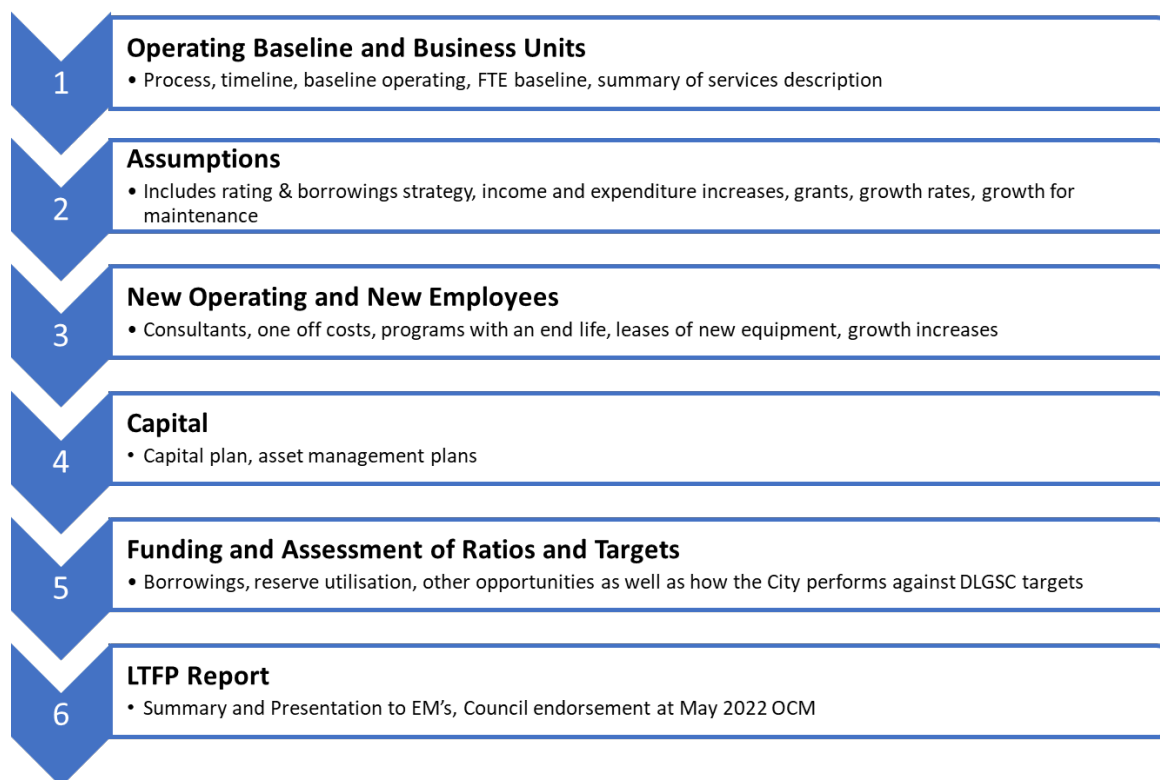 1
Operating Baseline and Business Units
• Process, timeline, baseline operating, FTE baseline, summary of services description
2
Assumptions
• Includes rating & borrowings strategy, income and expenditure increases, grants, growth rates, growth for
maintenance
3
New Operating and New Employees
• Consultants, one off costs, programs with an end life, leases of new equipment, growth increases
4
Capital
• Capital plan, asset management plans
5
Funding and Assessment of Ratios and Targets
• Borrowings, reserve utilisation, other opportunities as well as how the City performs against DLGSC targets
6
LTFP Report
• Summary and Presentation to EM’s, Council endorsement at May 2022 OCM